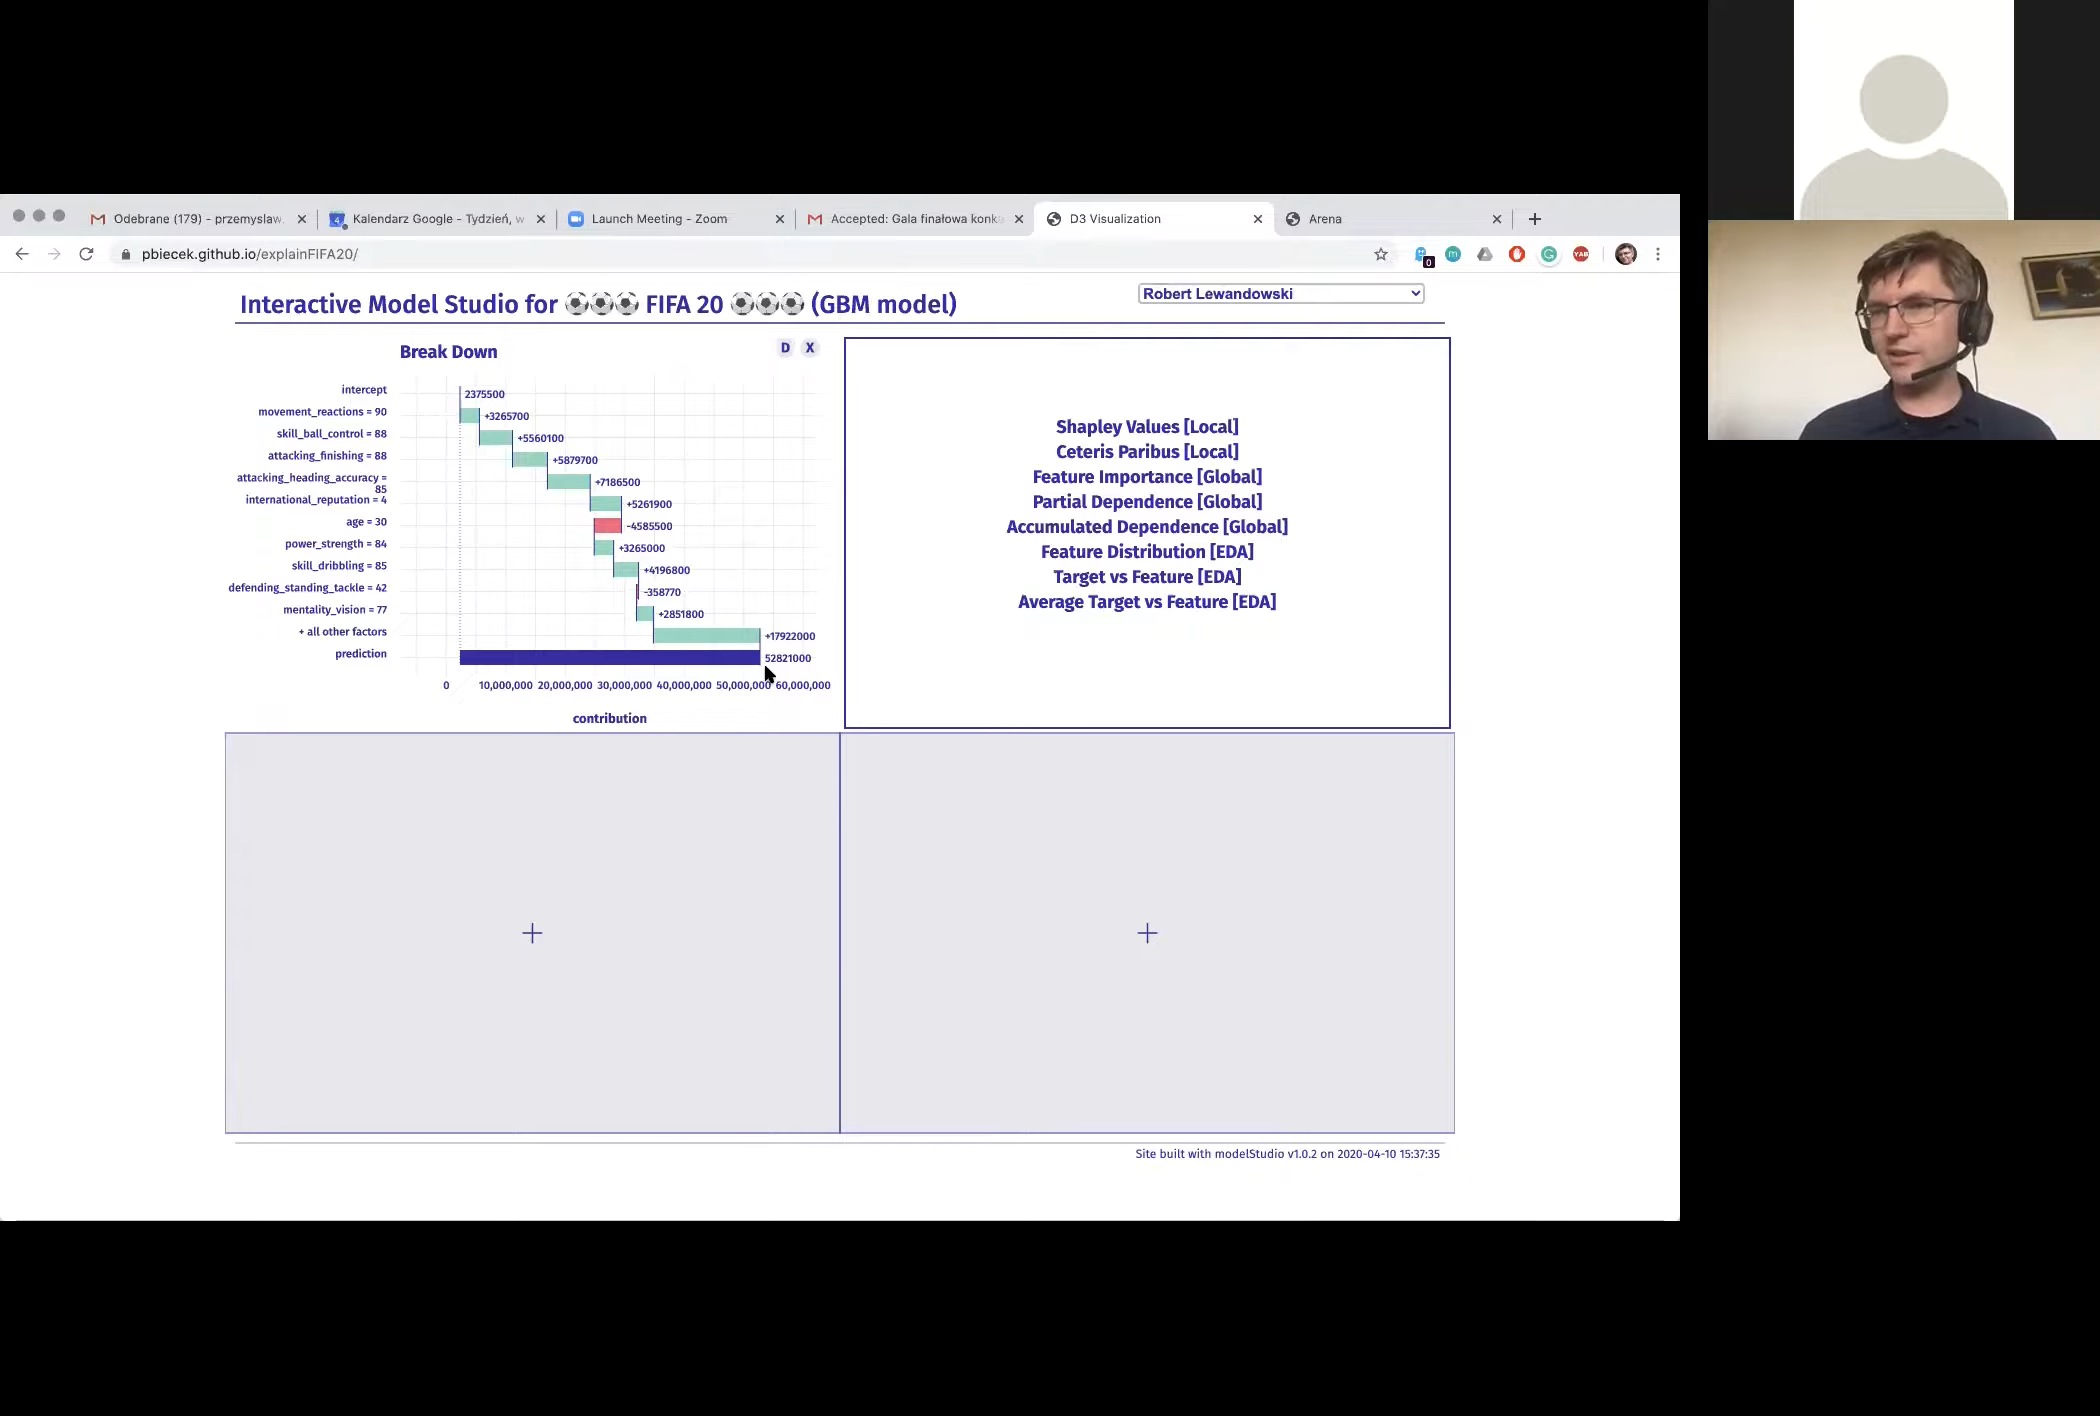 Odebrane (179) - przemyslaw.
Kalendarz Google - Tydzień, w
Launch Meeting - Zoom
Accepted: Gala finałowa konku
D3 Visualization
Arena
pbiecek.github.io/explainFIFA20/
Interactive Model Studio for ⚽⚽⚽ FIFA 20 ⚽⚽⚽ (GBM model)
Robert Lewandowski
Break Down
D X
intercept 2375500
movement_reactions = 90 +3265700
skill_ball_control = 88 +5560100
attacking_finishing = 88 +5879700
attacking_heading_accuracy = +7186500
85
international_reputation = 4 +5261900
age = 30 -4585500
power_strength = 84 +3265000
skill_dribbling = 85 +4196800
defending_standing_tackle = 42 -358770
mentality_vision = 77 +2851800
+ all other factors +17922000
prediction 52821000
0 10,000,000 20,000,000 30,000,000 40,000,000 50,000,000 60,000,000
contribution
Shapley Values [Local]
Ceteris Paribus [Local]
Feature Importance [Global]
Partial Dependence [Global]
Accumulated Dependence [Global]
Feature Distribution [EDA]
Target vs Feature [EDA]
Average Target vs Feature [EDA]
Site built with modelStudio v1.0.2 on 2020-04-10 15:37:35